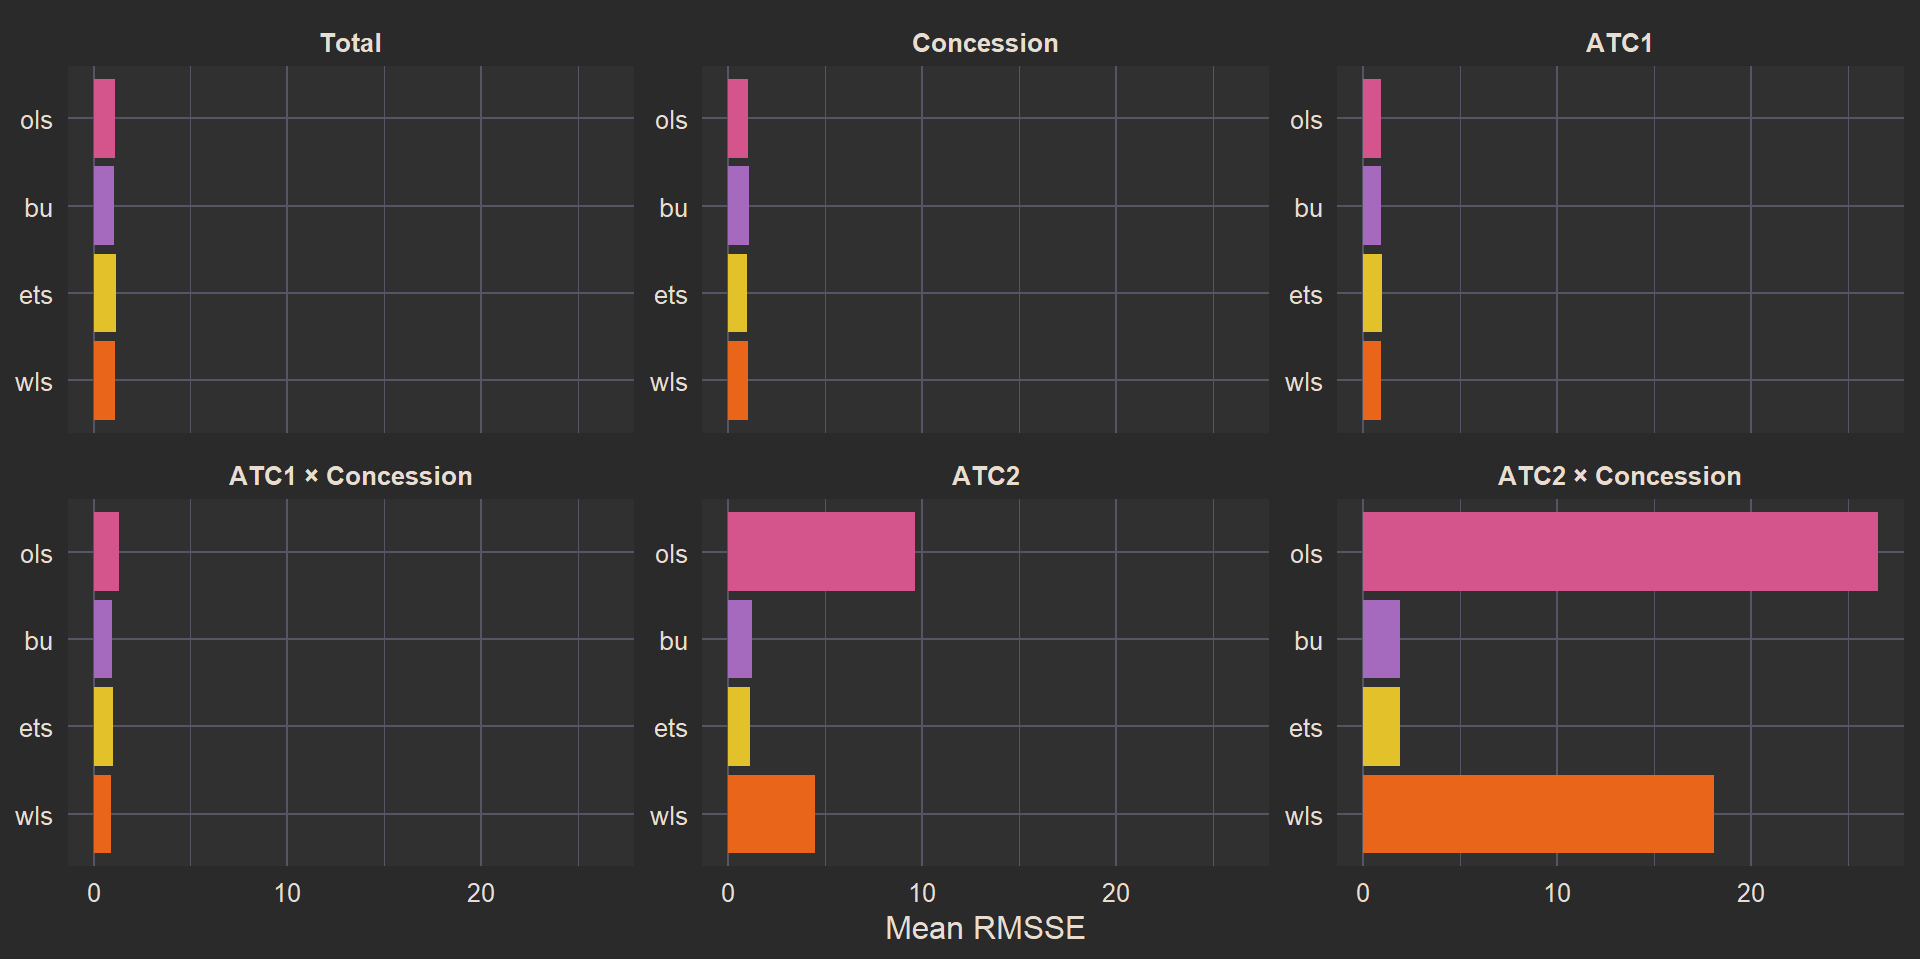 Total
Concession
ATC1
ols
bu
ets
wls
ols
bu
ets
wls
ols
bu
ets
wls
ATC1 × Concession
ATC2
ATC2 × Concession
ols
bu
ets
wls
ols
bu
ets
wls
ols
bu
ets
wls
0 10 20
0 10 20
0 10 20
Mean RMSSE